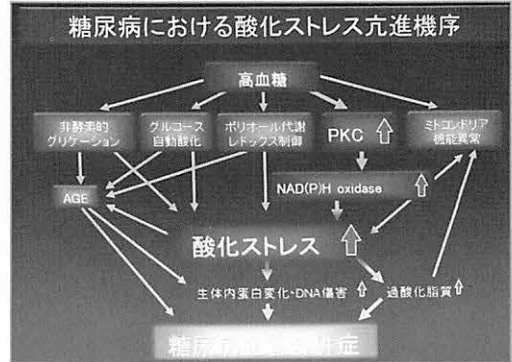 糖尿病における酸化ストレス亢進機序
高血糖
非酵素的
グリケーション
グルコース
自動酸化
ポリオール代謝
レドックス制御
PKC
ミトコンドリア
機能異常
AGE
NAD(P)H oxidase
酸化ストレス
生体内蛋白変化・DNA傷害
過酸化脂質
糖尿病
症